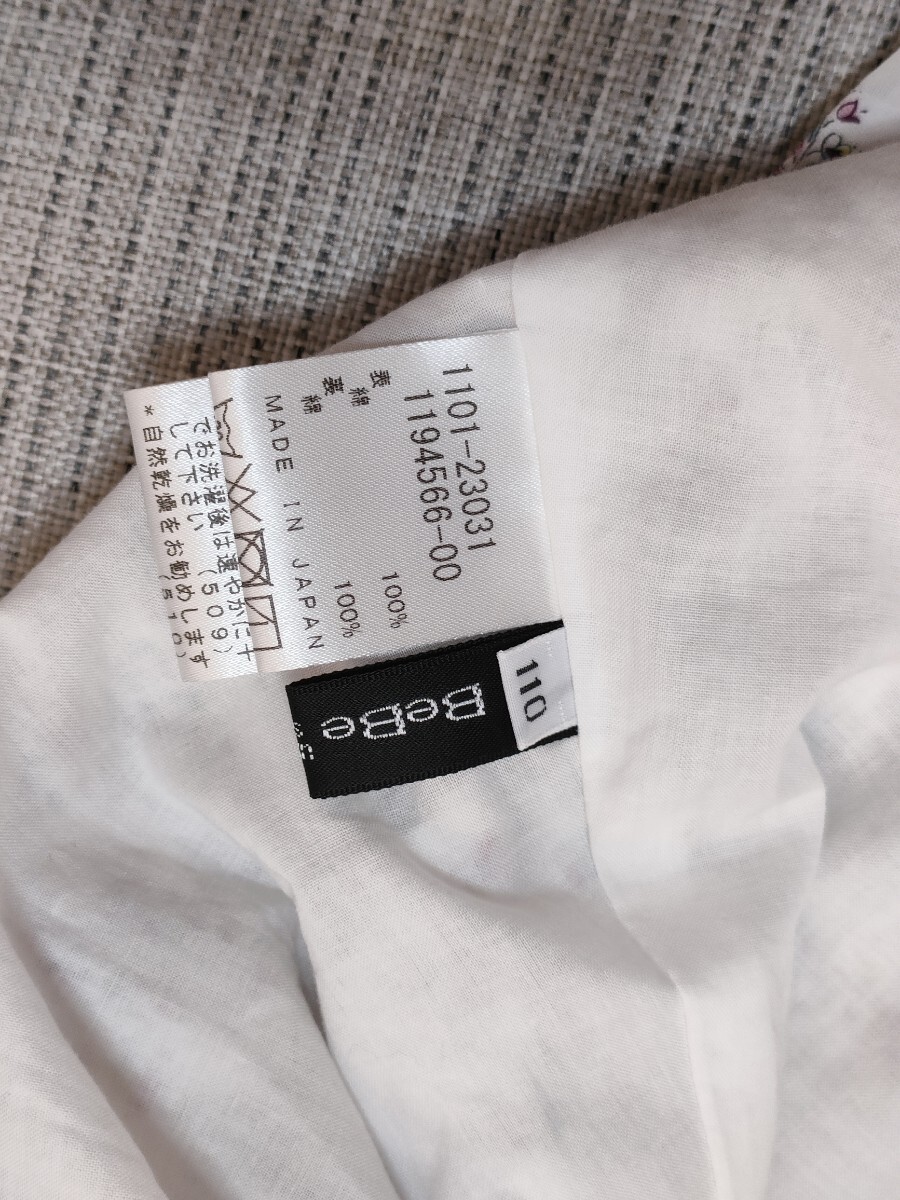 1101-23031
1194566-00
表綿 100%
裏綿 100%
MADE IN JAPAN
でお洗濯後は速やかに
して下さい (509)
*自然乾燥をお勧めします
(510)
110
BeBe